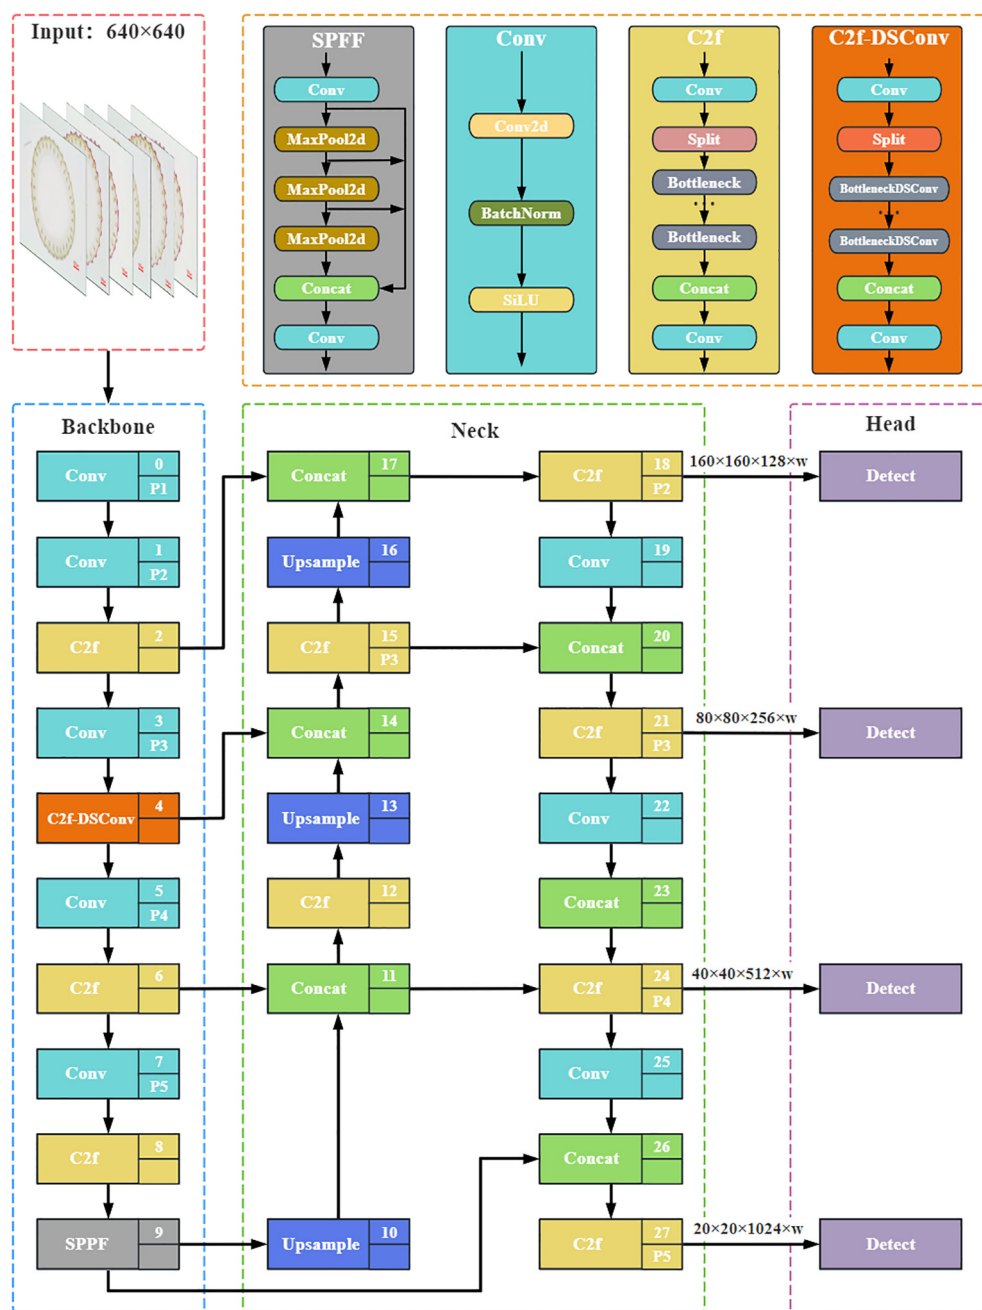 Input: 640×640
SPFF
Conv
MaxPool2d
MaxPool2d
MaxPool2d
Concat
Conv
Conv
Conv2d
BatchNorm
SiLU
C2f
Conv
Split
Bottleneck
...
Bottleneck
Concat
Conv
C2f-DSConv
Conv
Split
BottleneckDSConv
...
BottleneckDSConv
Concat
Conv
Backbone
Conv 0 P1
Conv 1 P2
C2f 2
Conv 3 P3
C2f-DSConv 4
Conv 5 P4
C2f 6
Conv 7 P5
C2f 8
SPPF 9
Neck
Concat 17
Upsample 16
C2f 15 P3
Concat 14
Upsample 13
C2f 12
Concat 11
Upsample 10
C2f 18 P2
Conv 19
Concat 20
C2f 21 P3
Conv 22
Concat 23
C2f 24 P4
Conv 25
Concat 26
C2f 27 P5
160×160×128×w
80×80×256×w
40×40×512×w
20×20×1024×w
Head
Detect
Detect
Detect
Detect